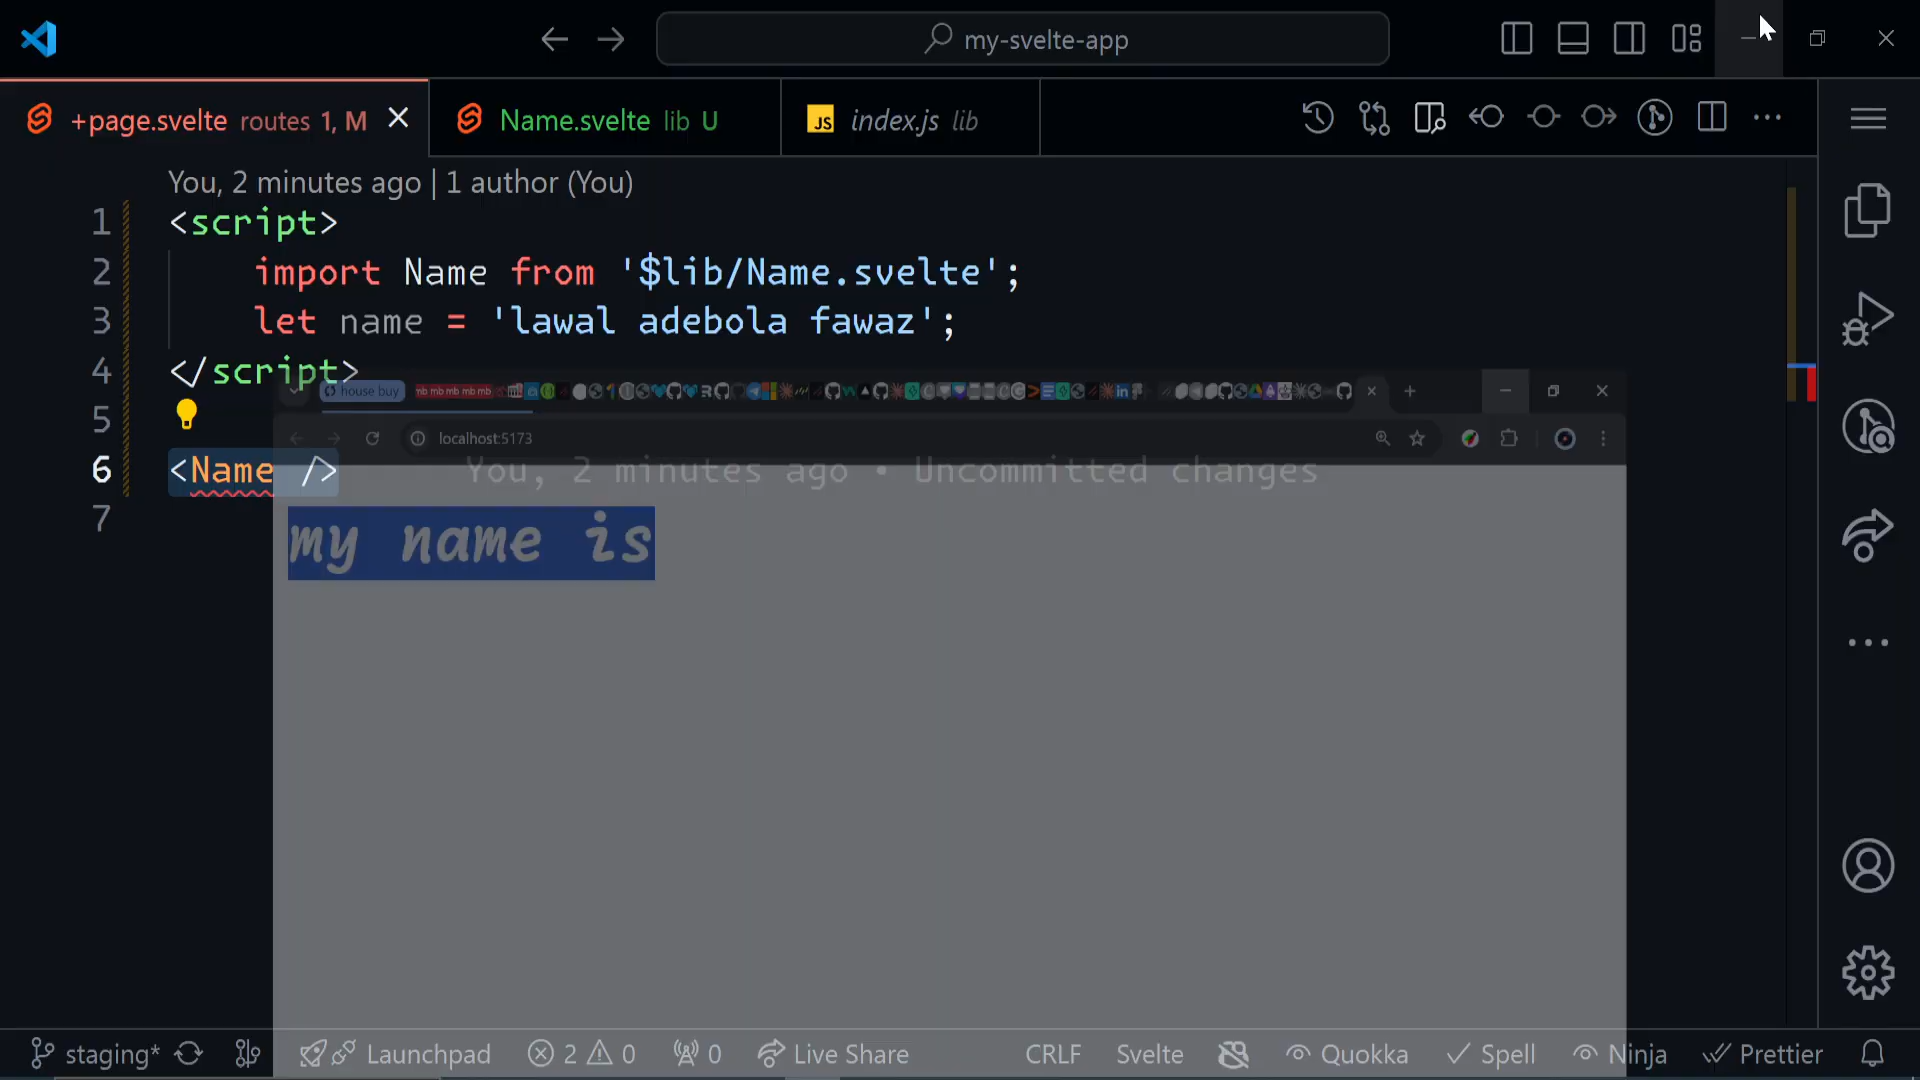 my-svelte-app
+page.svelte routes 1, M
Name.svelte lib U
JS index.js lib
You, 2 minutes ago | 1 author (You)
1 <script>
2 import Name from '$lib/Name.svelte';
3 let name = 'lawal adebola fawaz';
4 </script>
5
6 <Name /> You, 2 minutes ago • Uncommitted changes
7
house buy
localhost:5173
my name is
staging* Launchpad 2 0 0 Live Share CRLF Svelte Quokka Spell Ninja Prettier